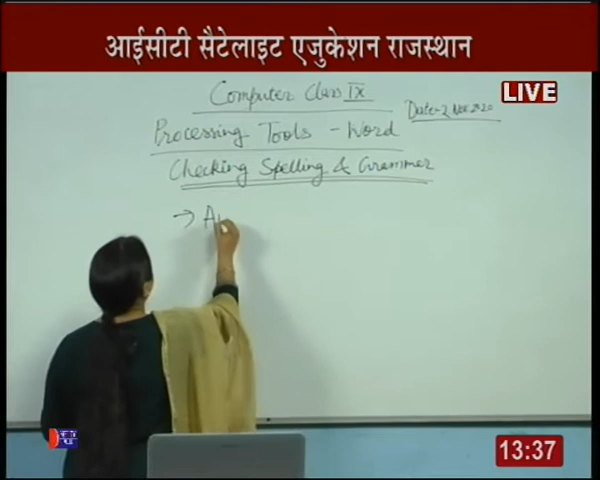 आईसीटी सैटेलाइट एजुकेशन राजस्थान
LIVE
Computer Class IX
Date-2 Nov 2020
Processing Tools - Word
Checking Spelling & Grammer
→ A
13:37